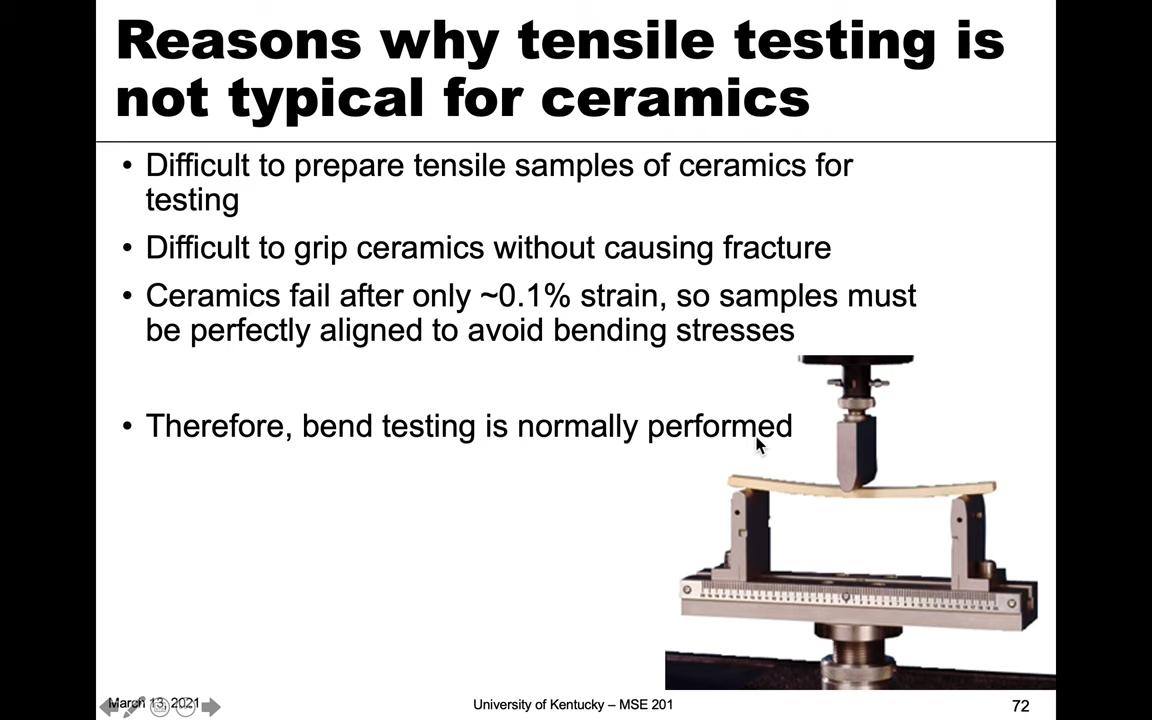 Reasons why tensile testing is
not typical for ceramics
• Difficult to prepare tensile samples of ceramics for
testing
• Difficult to grip ceramics without causing fracture
• Ceramics fail after only ~0.1% strain, so samples must
be perfectly aligned to avoid bending stresses
• Therefore, bend testing is normally performed
March 13, 2021
University of Kentucky – MSE 201
72